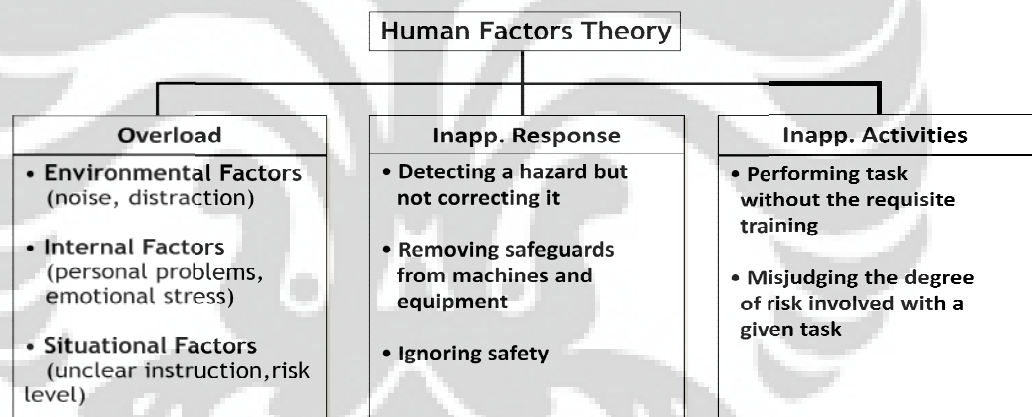 Human Factors Theory
Overload
• Environmental Factors
(noise, distraction)
• Internal Factors
(personal problems,
emotional stress)
• Situational Factors
(unclear instruction,risk
level)
Inapp. Response
• Detecting a hazard but
not correcting it
• Removing safeguards
from machines and
equipment
• Ignoring safety
Inapp. Activities
• Performing task
without the requisite
training
• Misjudging the degree
of risk involved with a
given task